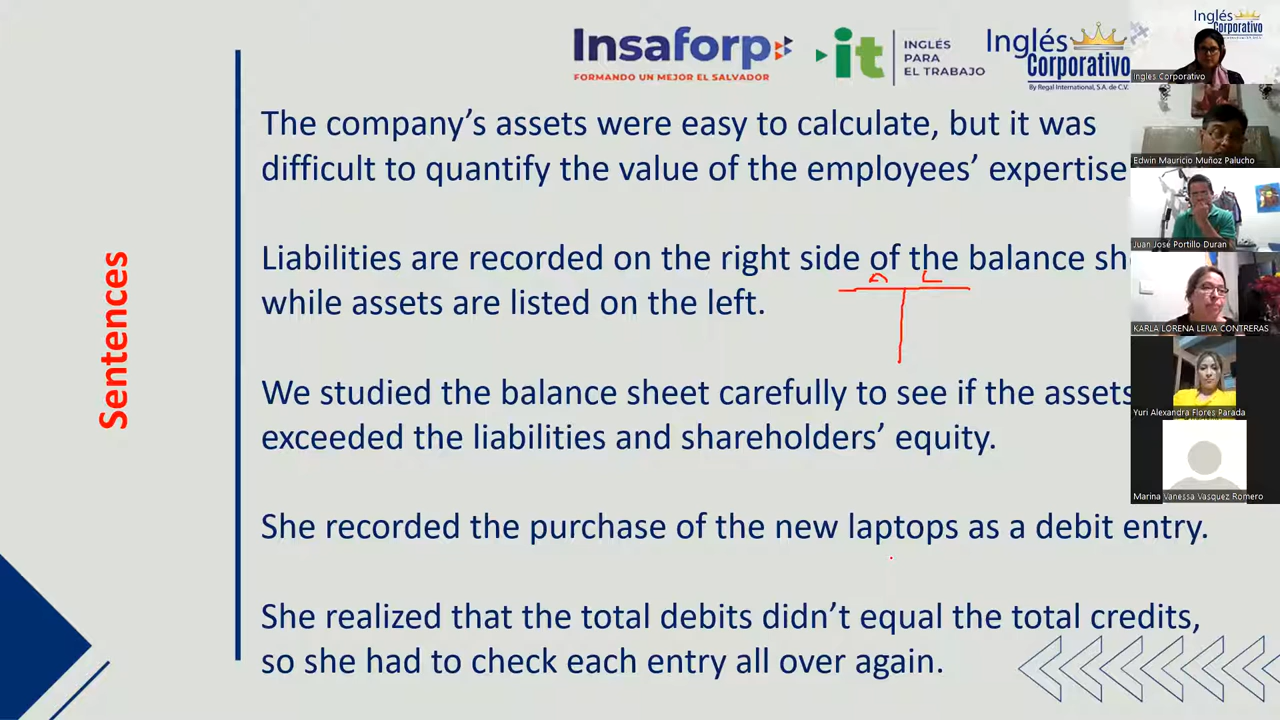 Insaforp
FORMANDO UN MEJOR EL SALVADOR
it
INGLÉS
PARA
EL TRABAJO
Inglés
Corporativo
By Regal International, S.A. de C.V.
Inglés
Corporativo
Ingles Corporativo
The company's assets were easy to calculate, but it was
difficult to quantify the value of the employees' expertise
Edwin Mauricio Muñoz Palucho
Liabilities are recorded on the right side of the balance sh
while assets are listed on the left.
A L
Juan José Portillo Duran
KARLA LORENA LEIVA CONTRERAS
Sentences
We studied the balance sheet carefully to see if the assets
exceeded the liabilities and shareholders' equity.
Yuri Alexandra Flores Parada
Marina Vanessa Vasquez Romero
She recorded the purchase of the new laptops as a debit entry.
She realized that the total debits didn't equal the total credits,
so she had to check each entry all over again.